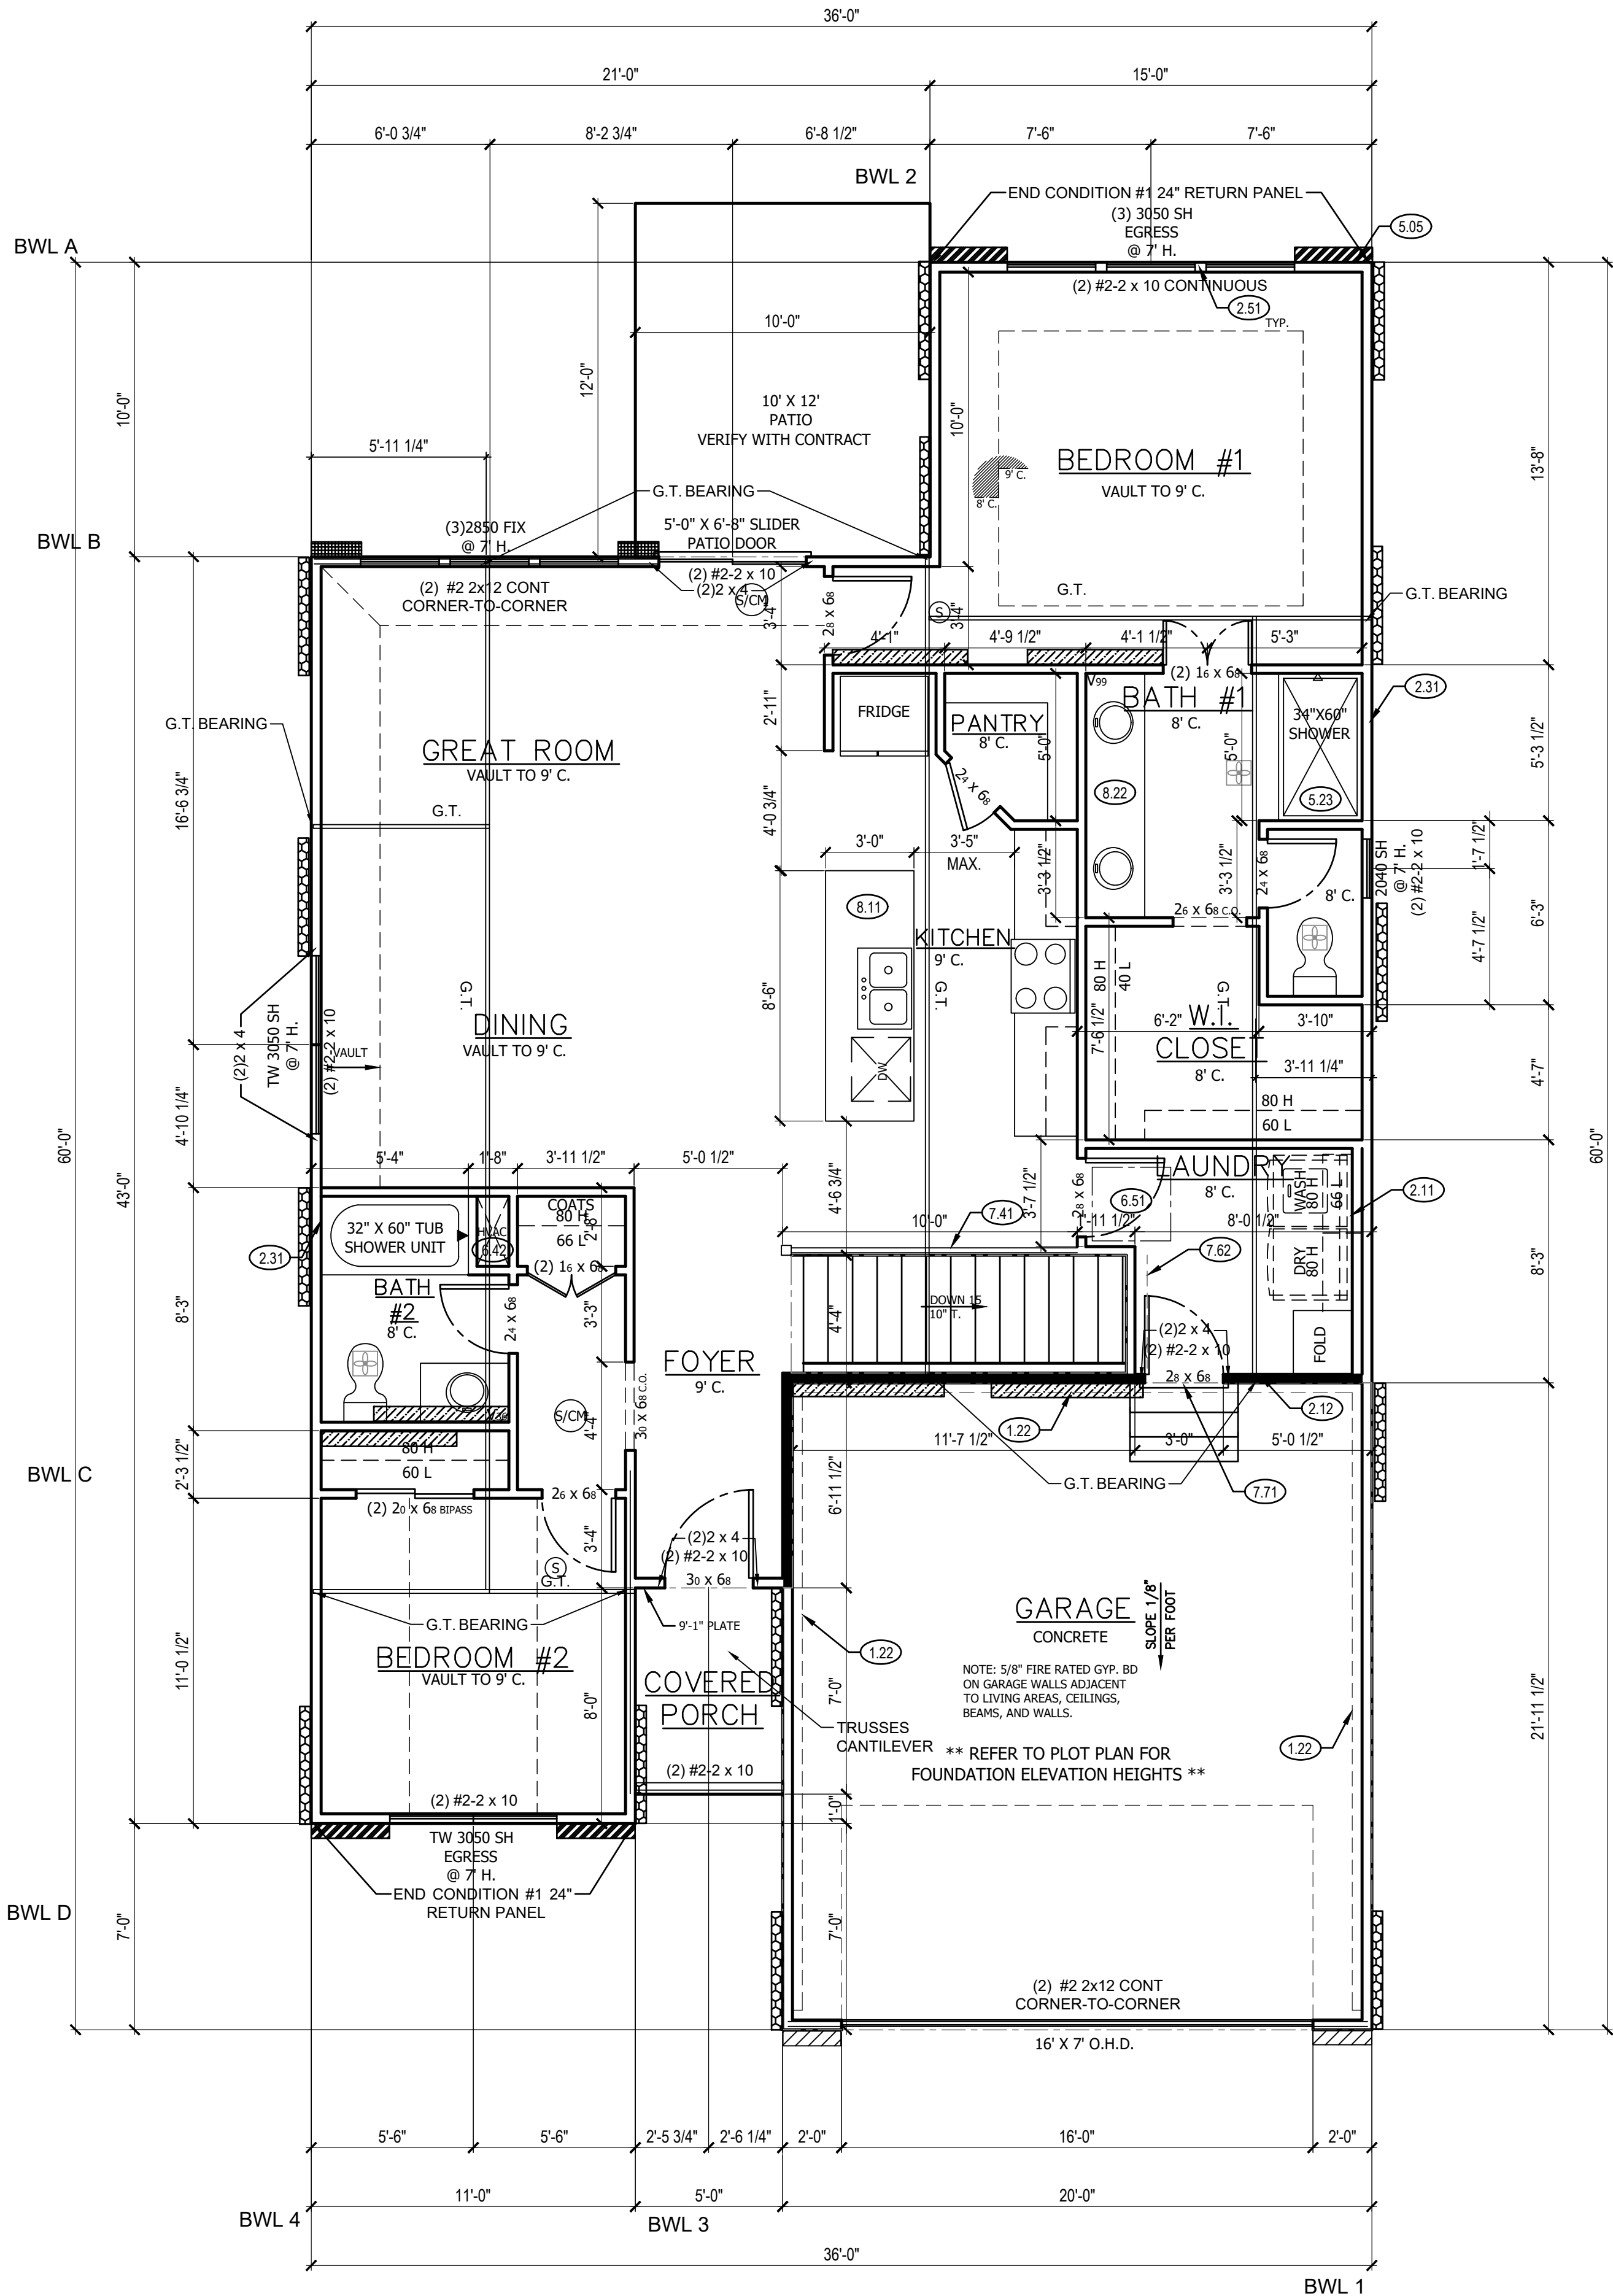 36'-0"
21'-0"
15'-0"
6'-0 3/4"
8'-2 3/4"
6'-8 1/2"
7'-6"
7'-6"
BWL 2
END CONDITION #1 24" RETURN PANEL
(3) 3050 SH
EGRESS
@ 7' H.
5.05
BWL A
(2) #2-2 x 10 CONTINUOUS
2.51
TYP.
10'-0"
12'-0"
10' X 12'
PATIO
VERIFY WITH CONTRACT
10'-0"
10'-0"
13'-8"
5'-11 1/4"
BEDROOM #1
VAULT TO 9' C.
9' C.
8' C.
G.T. BEARING
(3)2850 FIX
@ 7' H.
5'-0" X 6'-8" SLIDER
PATIO DOOR
BWL B
(2) #2 2x12 CONT
CORNER-TO-CORNER
(2) #2-2 x 10
(2)2 x 4
S/CM
3'-4"
28 x 68
S
3'-4"
G.T.
G.T. BEARING
4'-1"
4'-9 1/2"
4'-1 1/2"
5'-3"
(2) 16 x 68
V99
BATH #1
8' C.
2.31
34"X60"
SHOWER
5.23
5'-3 1/2"
FRIDGE
PANTRY
8' C.
5'-0"
5'-0"
2'-11"
24 x 68
8.22
G.T. BEARING
GREAT ROOM
VAULT TO 9' C.
G.T.
16'-6 3/4"
4'-0 3/4"
3'-0"
3'-5"
MAX.
3'-3 1/2"
3'-3 1/2"
24 x 68
2040 SH
@ 7' H.
(2) #2-2 x 10
1'-7 1/2"
8' C.
6'-3"
4'-7 1/2"
8.11
26 x 68 C.O.
KITCHEN
9' C.
G.T.
G.T.
G.T.
80 H
40 L
8'-6"
DW
DINING
VAULT TO 9' C.
(2)2 x 4
TW 3050 SH
@ 7' H.
(2) #2-2 x 10
VAULT
7'-6 1/2"
6'-2"
W.I.
CLOSE
8' C.
3'-10"
3'-11 1/4"
4'-7"
80 H
60 L
4'-10 1/4"
60'-0"
43'-0"
60'-0"
5'-4"
1'-8"
3'-11 1/2"
5'-0 1/2"
4'-6 3/4"
3'-7 1/2"
28 x 68
LAUNDRY
8' C.
6.51
WASH
80 H
66 L
2.11
COATS
80 H
66 L
2'-8"
32" X 60" TUB
SHOWER UNIT
HVAC
6.42
10'-0"
7.41
1'-11 1/2"
8'-0 1/2"
7.62
DRY
80 H
2.31
(2) 16 x 68
BATH
#2
8' C.
24 x 68
3'-3"
DOWN 15
10" T.
4'-4"
8'-3"
8'-3"
FOLD
(2)2 x 4
(2) #2-2 x 10
28 x 68
FOYER
9' C.
S/CM
4'-4"
30 x 68 C.O.
V36
1.22
2.12
11'-7 1/2"
3'-0"
5'-0 1/2"
80 H
60 L
2'-3 1/2"
BWL C
6'-11 1/2"
G.T. BEARING
7.71
(2) 20 x 68 BIPASS
26 x 68
3'-4"
S
G.T.
(2)2 x 4
(2) #2-2 x 10
30 x 68
G.T. BEARING
9'-1" PLATE
BEDROOM #2
VAULT TO 9' C.
11'-0 1/2"
8'-0"
COVERED
PORCH
7'-0"
1.22
TRUSSES
CANTILEVER
GARAGE
CONCRETE
SLOPE 1/8"
PER FOOT
NOTE: 5/8" FIRE RATED GYP. BD
ON GARAGE WALLS ADJACENT
TO LIVING AREAS, CEILINGS,
BEAMS, AND WALLS.
** REFER TO PLOT PLAN FOR
FOUNDATION ELEVATION HEIGHTS **
1.22
21'-11 1/2"
(2) #2-2 x 10
(2) #2-2 x 10
1'-0"
TW 3050 SH
EGRESS
@ 7' H.
END CONDITION #1 24"
RETURN PANEL
BWL D
7'-0"
7'-0"
(2) #2 2x12 CONT
CORNER-TO-CORNER
16' X 7' O.H.D.
5'-6"
5'-6"
2'-5 3/4"
2'-6 1/4"
2'-0"
16'-0"
2'-0"
11'-0"
5'-0"
20'-0"
BWL 4
BWL 3
36'-0"
BWL 1